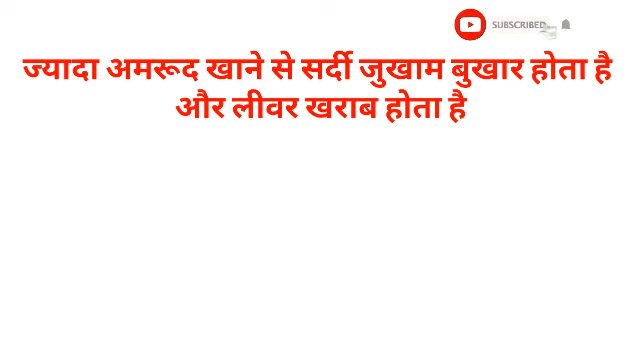 SUBSCRIBED
ज्यादा अमरूद खाने से सर्दी जुखाम बुखार होता है
और लीवर खराब होता है